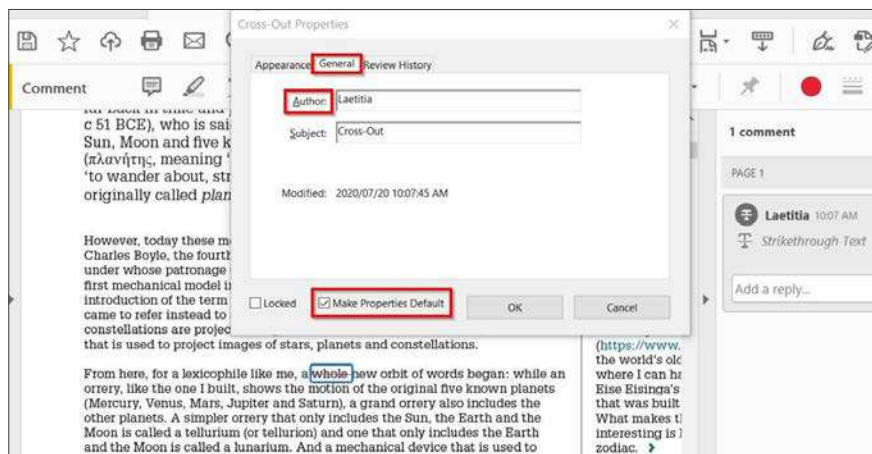 Cross-Out Properties
Appearance General Review History
Author: Laetitia
Subject: Cross-Out
Modified: 2020/07/20 10:07:45 AM
Locked Make Properties Default OK Cancel
Comment
c 51 BCE), who is sai
Sun, Moon and five k
(πλανήτης, meaning '
'to wander about, str
originally called plan
However, today these m
Charles Boyle, the fourth
under whose patronage
first mechanical model i
introduction of the term
came to refer instead to
constellations are projec
that is used to project images of stars, planets and constellations.
From here, for a lexicophile like me, a whole new orbit of words began: while an
orrery, like the one I built, shows the motion of the original five known planets
(Mercury, Venus, Mars, Jupiter and Saturn), a grand orrery also includes the
other planets. A simpler orrery that only includes the Sun, the Earth and the
Moon is called a tellurium (or tellurion) and one that only includes the Earth
and the Moon is called a lunarium. And a mechanical device that is used to
(https://www.
the world's old
where I can ha
Eise Eisinga's
that was built
What makes t
interesting is
zodiac.
1 comment
PAGE 1
Laetitia 10:07 AM
Strikethrough Text
Add a reply...